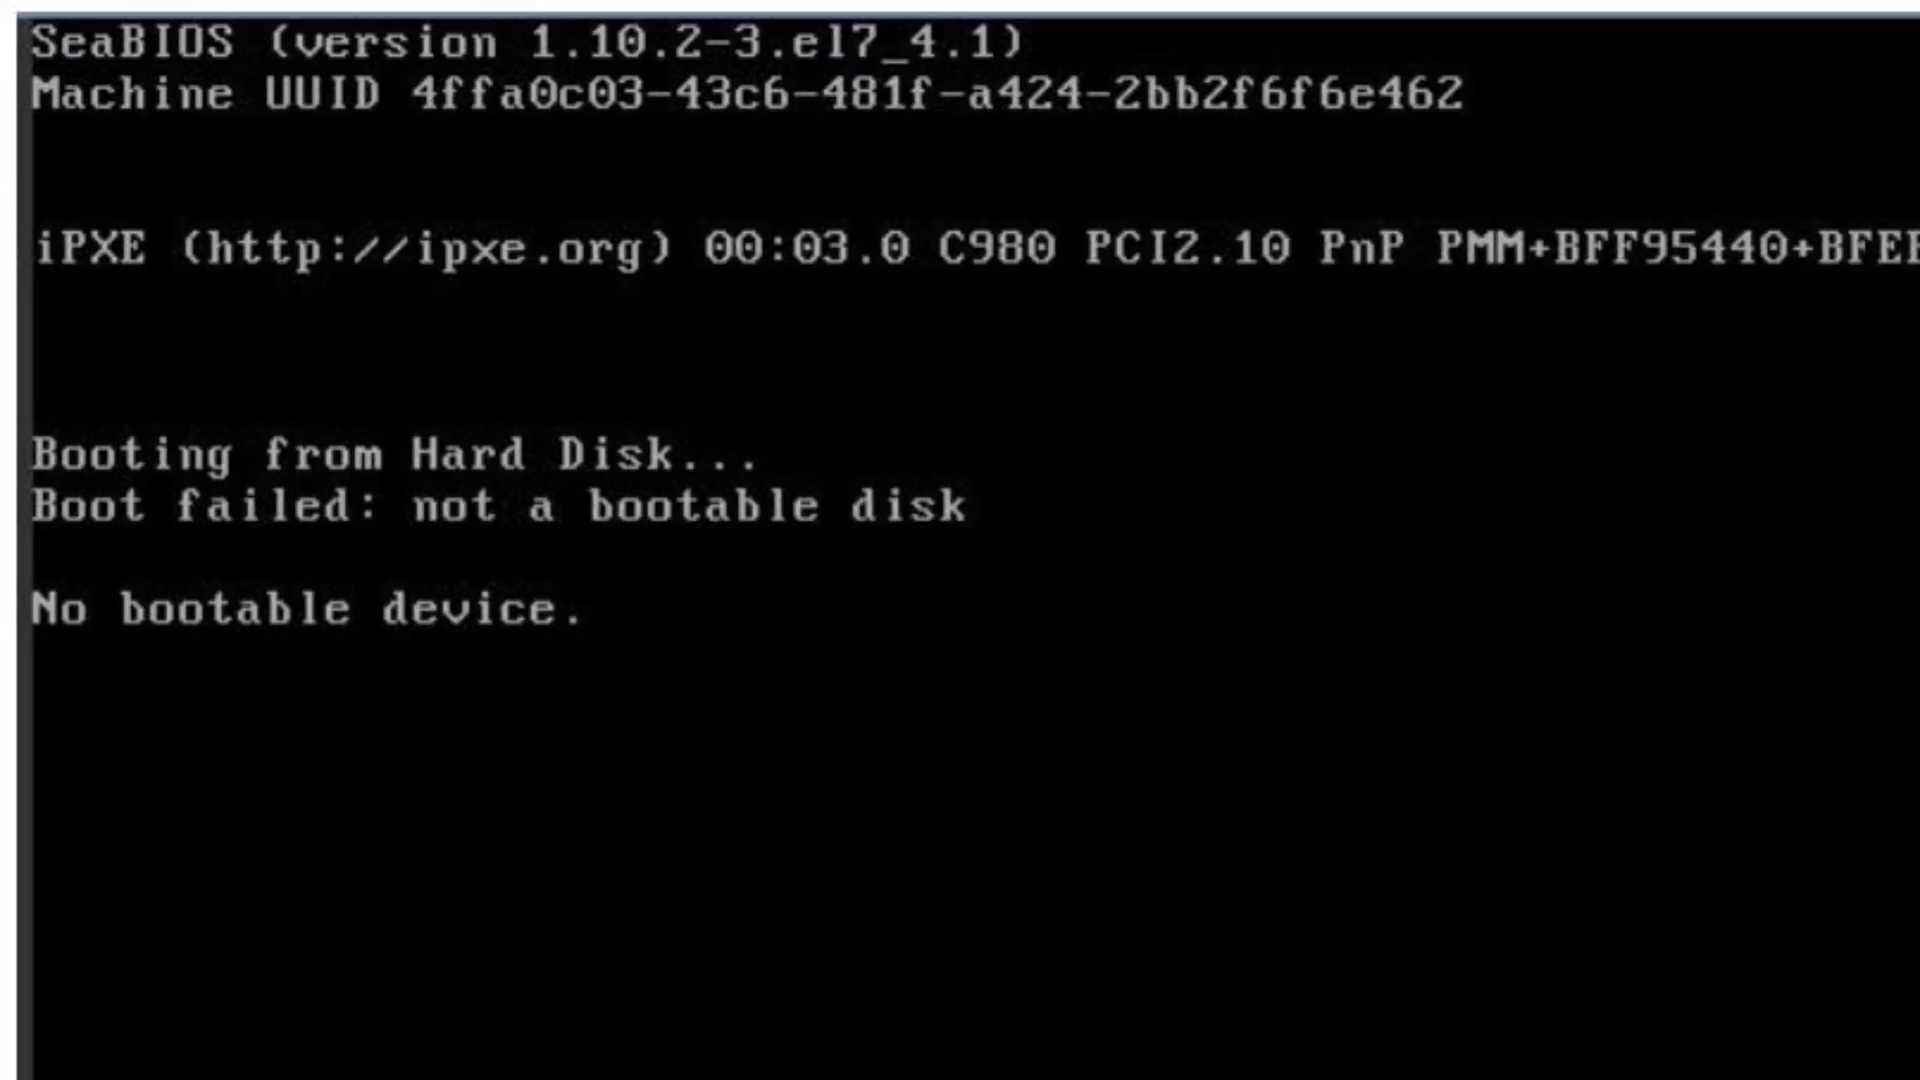 SeaBIOS (version 1.10.2-3.el7_4.1)
Machine UUID 4ffa0c03-43c6-481f-a424-2bb2f6f6e462
iPXE (http://ipxe.org) 00:03.0 C980 PCI2.10 PnP PMM+BFF95440+BFEF
Booting from Hard Disk...
Boot failed: not a bootable disk
No bootable device.